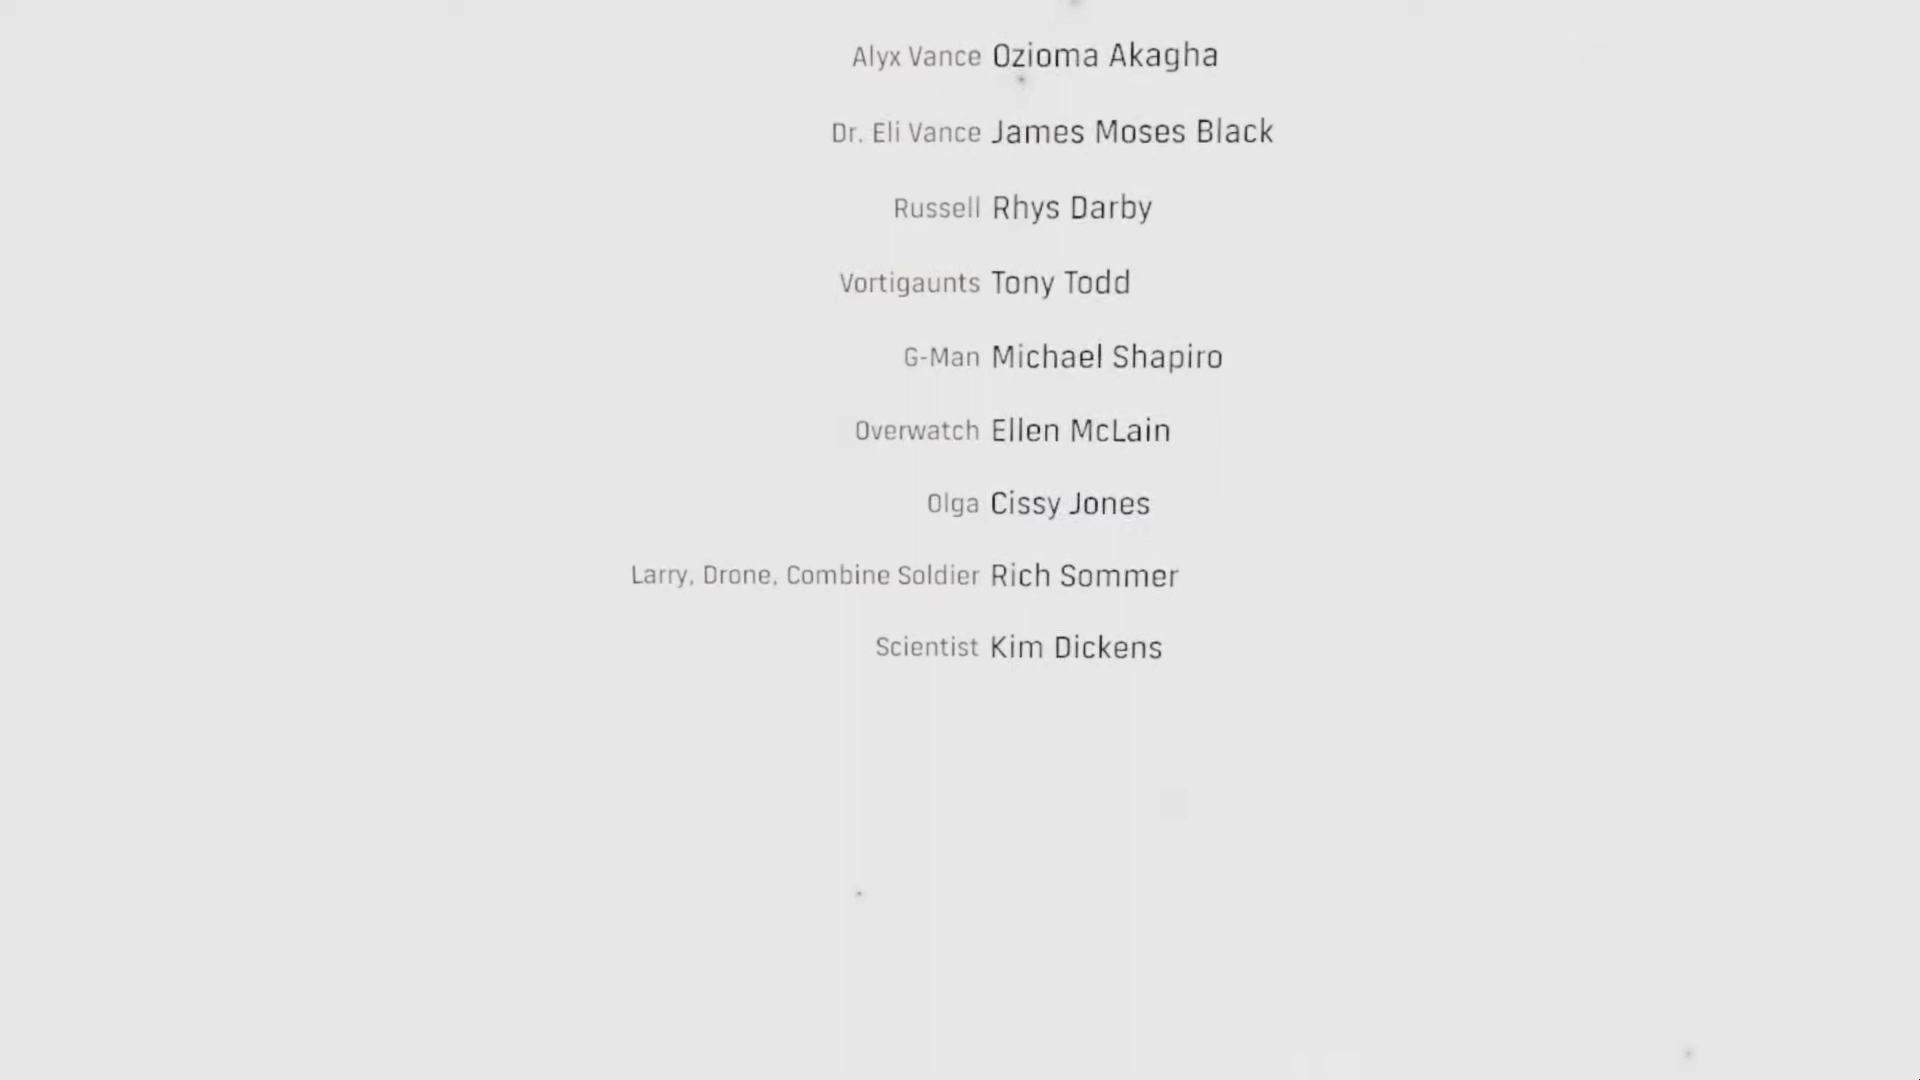 Alyx Vance Ozioma Akagha
Dr. Eli Vance James Moses Black
Russell Rhys Darby
Vortigaunts Tony Todd
G-Man Michael Shapiro
Overwatch Ellen McLain
Olga Cissy Jones
Larry, Drone, Combine Soldier Rich Sommer
Scientist Kim Dickens